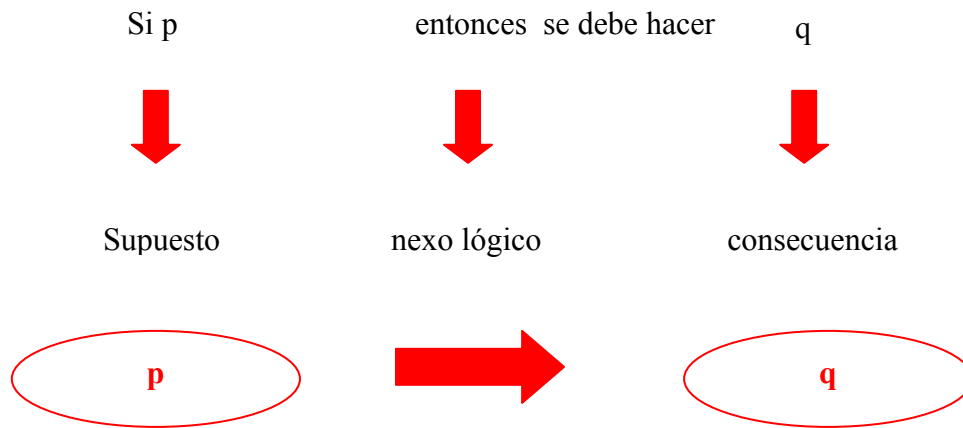 Si p entonces se debe hacer q
Supuesto nexo lógico consecuencia
p q